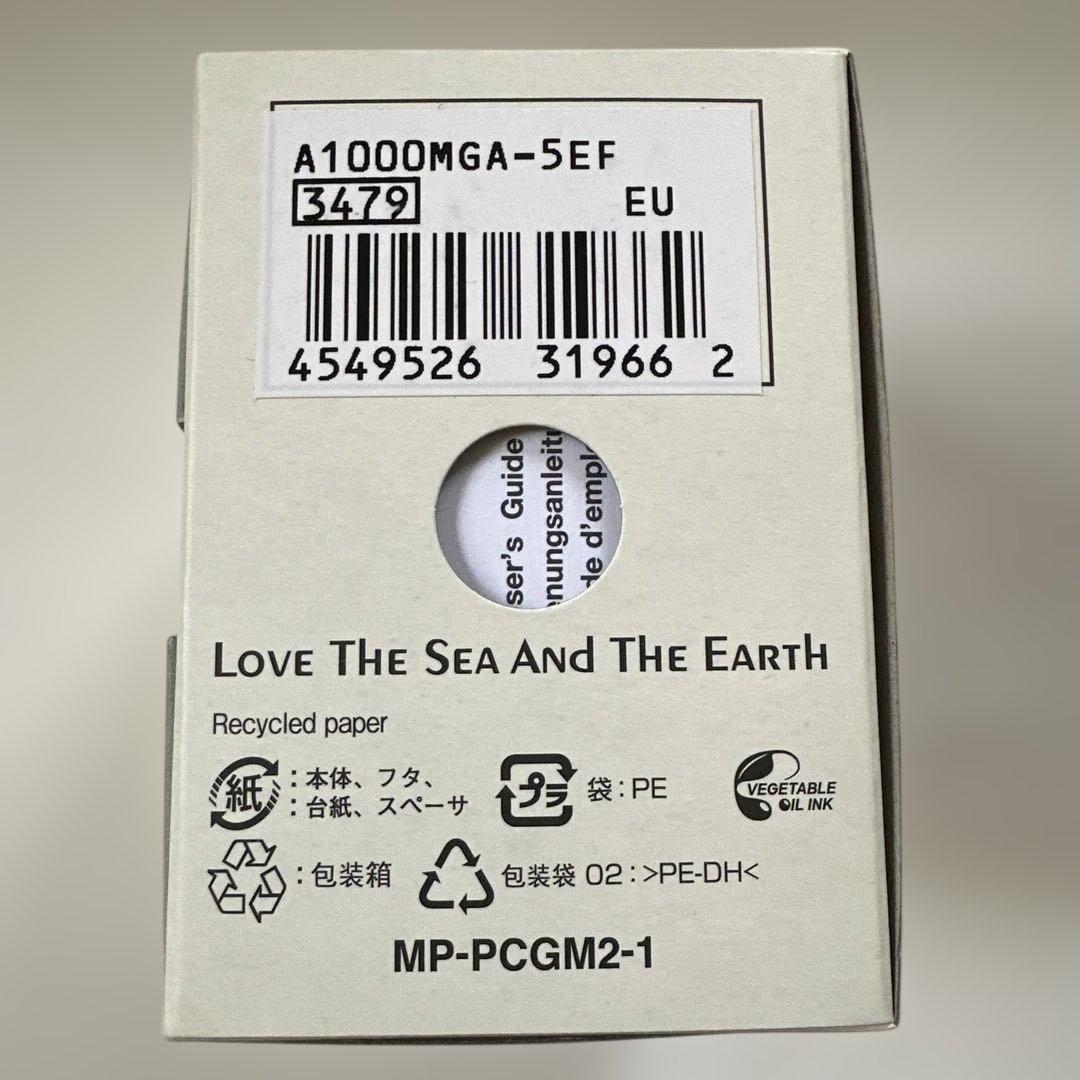 A1000MGA-5EF
3479 EU
4549526 31966 2
ser's Guide
enungsanleitu
de d'emplo
LOVE THE SEA AND THE EARTH
Recycled paper
紙 : 本体、フタ、
: 台紙、スペーサ
プラ 袋 : PE
VEGETABLE
OIL INK
: 包装箱
包装袋 02 : >PE-DH<
MP-PCGM2-1